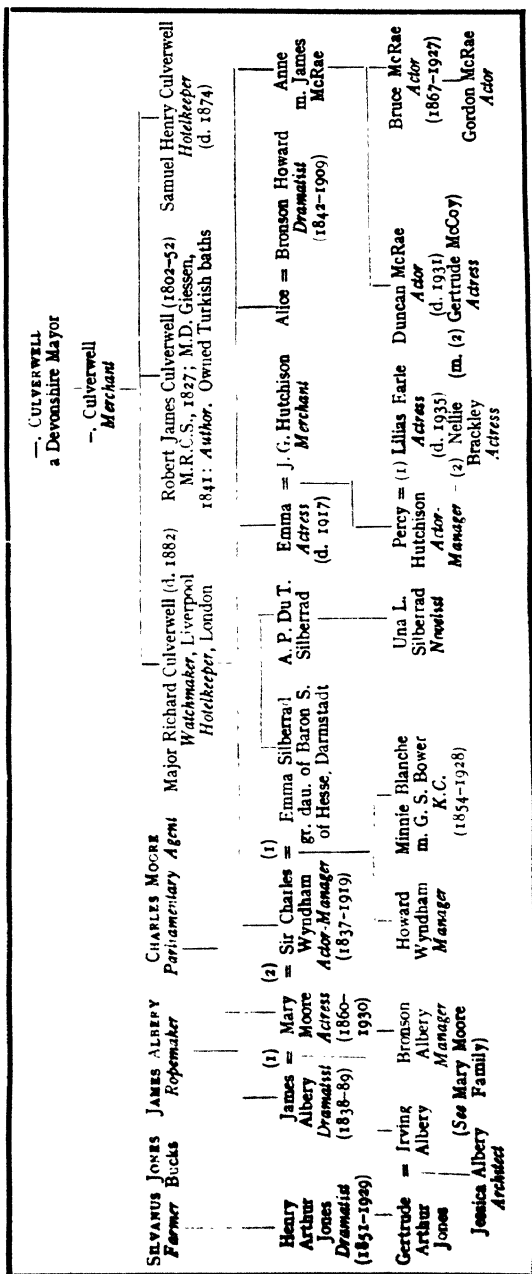 —. CULVERWELL
a Devonshire Mayor
—. Culverwell
Merchant
SILVANUS JONES
Farmer Bucks
JAMES ALBERY
Ropemaker
CHARLES MOORE
Parliamentary Agent
Major Richard Culverwell (d. 1882)
Watchmaker, Liverpool
Hotelkeeper, London
Robert James Culverwell (1802–52)
M.R.C.S., 1827; M.D. Giessen,
1841: Author. Owned Turkish baths
Samuel Henry Culverwell
Hotelkeeper
(d. 1874)
Henry
Arthur
Jones
Dramatist
(1851–1929)
(1)
James =
Albery
Dramatist
(1838–89)
Mary
Moore
Actress
(1860–
1930)
(2)
= Sir Charles =
Wyndham
Actor-Manager
(1837–1919)
(1)
Emma Silberrad
gr. dau. of Baron S.
of Hesse, Darmstadt
A. P. Du T.
Silberrad
Emma = J. G. Hutchison
Actress
(d. 1917)
Merchant
Alice = Bronson Howard
Dramatist
(1842–1909)
Anne
m. James
McRae
Gertrude =
Arthur
Jones
Irving
Albery
Bronson
Albery
Manager
(See Mary Moore
Family)
Howard
Wyndham
Manager
Minnie Blanche
m. G. S. Bower
K.C.
(1854–1928)
Una L.
Silberrad
Novelist
Percy = (1) Lilias Earle
Hutchison
Actress
Actor-
(d. 1935)
Manager = (2) Nellie
Brackley
Actress
Duncan McRae
Actor
(d. 1931)
(m. (2) Gertrude McCoy)
Actress
Bruce McRae
Actor
(1867–1927)
Gordon McRae
Actor
Jessica Albery
Architect